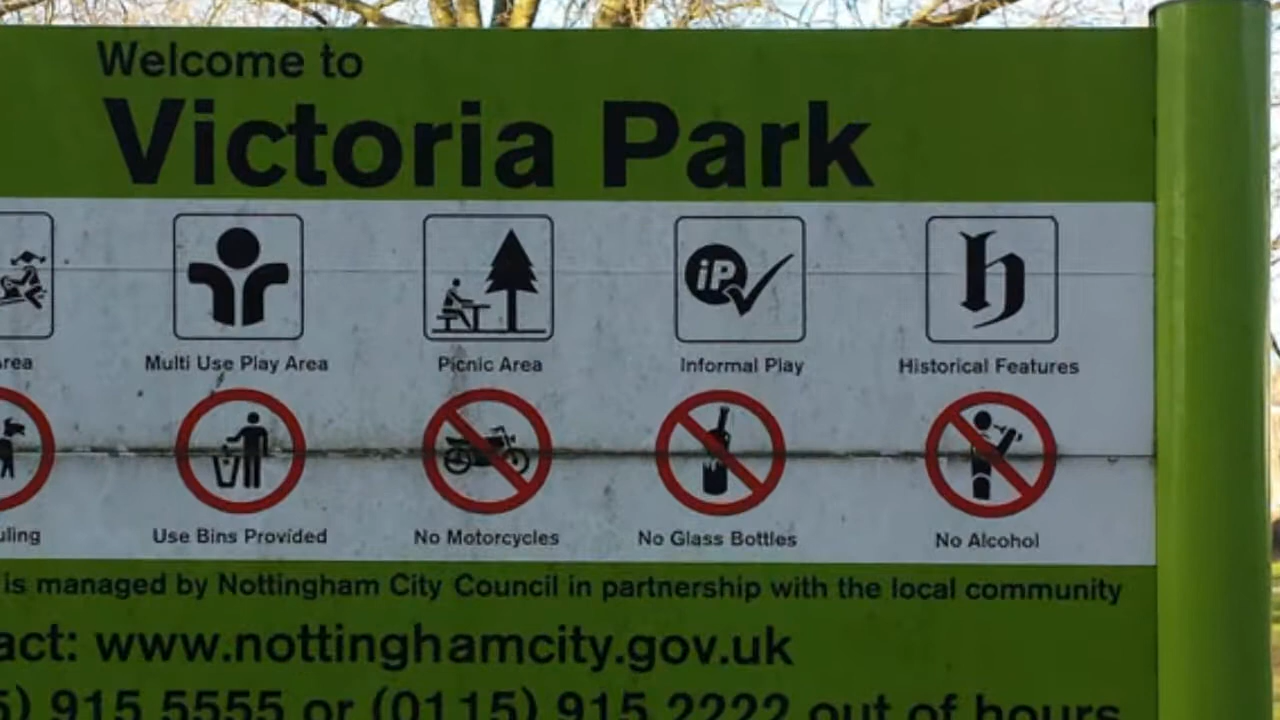 Welcome to
Victoria Park
iP
h
Area Multi Use Play Area Picnic Area Informal Play Historical Features
Use Bins Provided No Motorcycles No Glass Bottles No Alcohol
is managed by Nottingham City Council in partnership with the local community
act: www.nottinghamcity.gov.uk
5) 915 5555 or (0115) 915 2222 out of hours